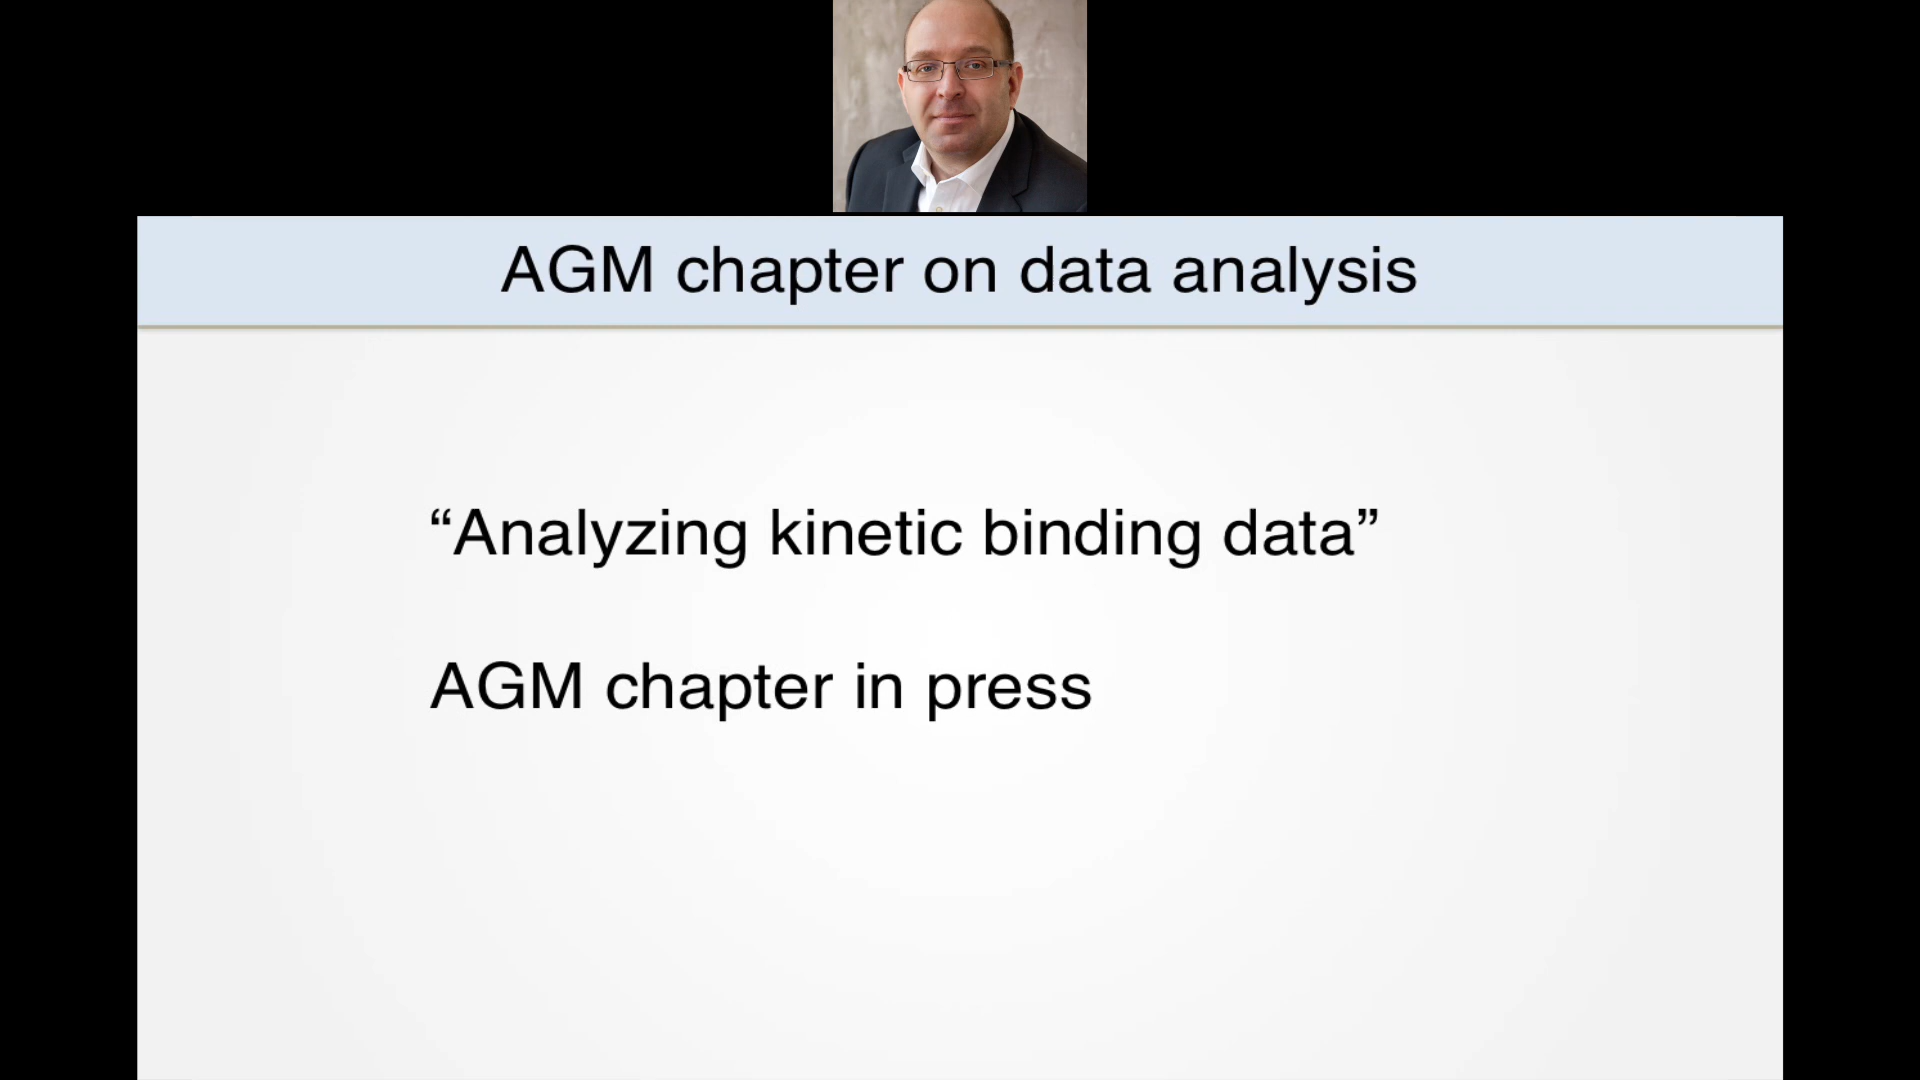 AGM chapter on data analysis
“Analyzing kinetic binding data”
AGM chapter in press